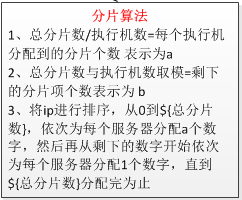 分片算法
1、总分片数/执行机数=每个执行机
分配到的分片个数 表示为a
2、总分片数与执行机数取模=剩下
的分片项个数表示为 b
3、将ip进行排序，从0到${总分片
数}，依次为每个服务器分配a个数
字，然后再从剩下的数字开始依次
为每个服务器分配1个数字，直到
${总分片数}分配完为止